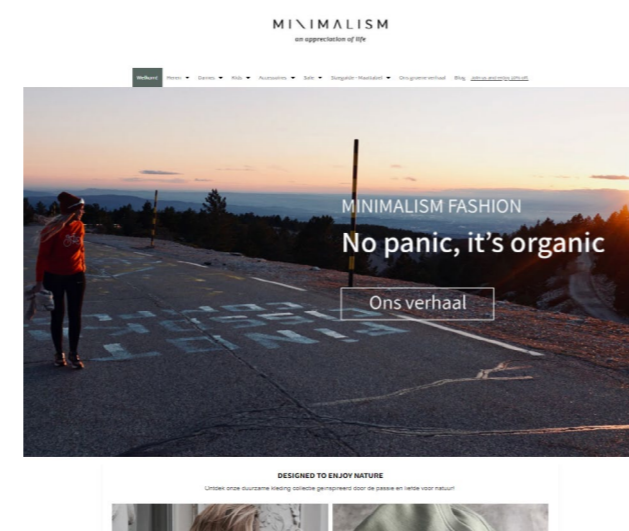 MINIMALISM
an appreciation of life
Welkom! Heren Dames Kids Accessoires Sale Ons groene verhaal Blog
MINIMALISM FASHION
No panic, it's organic
Ons verhaal
DESIGNED TO ENJOY NATURE
Ontdek onze duurzame kleding collectie geïnspireerd door de passie en liefde voor natuur!